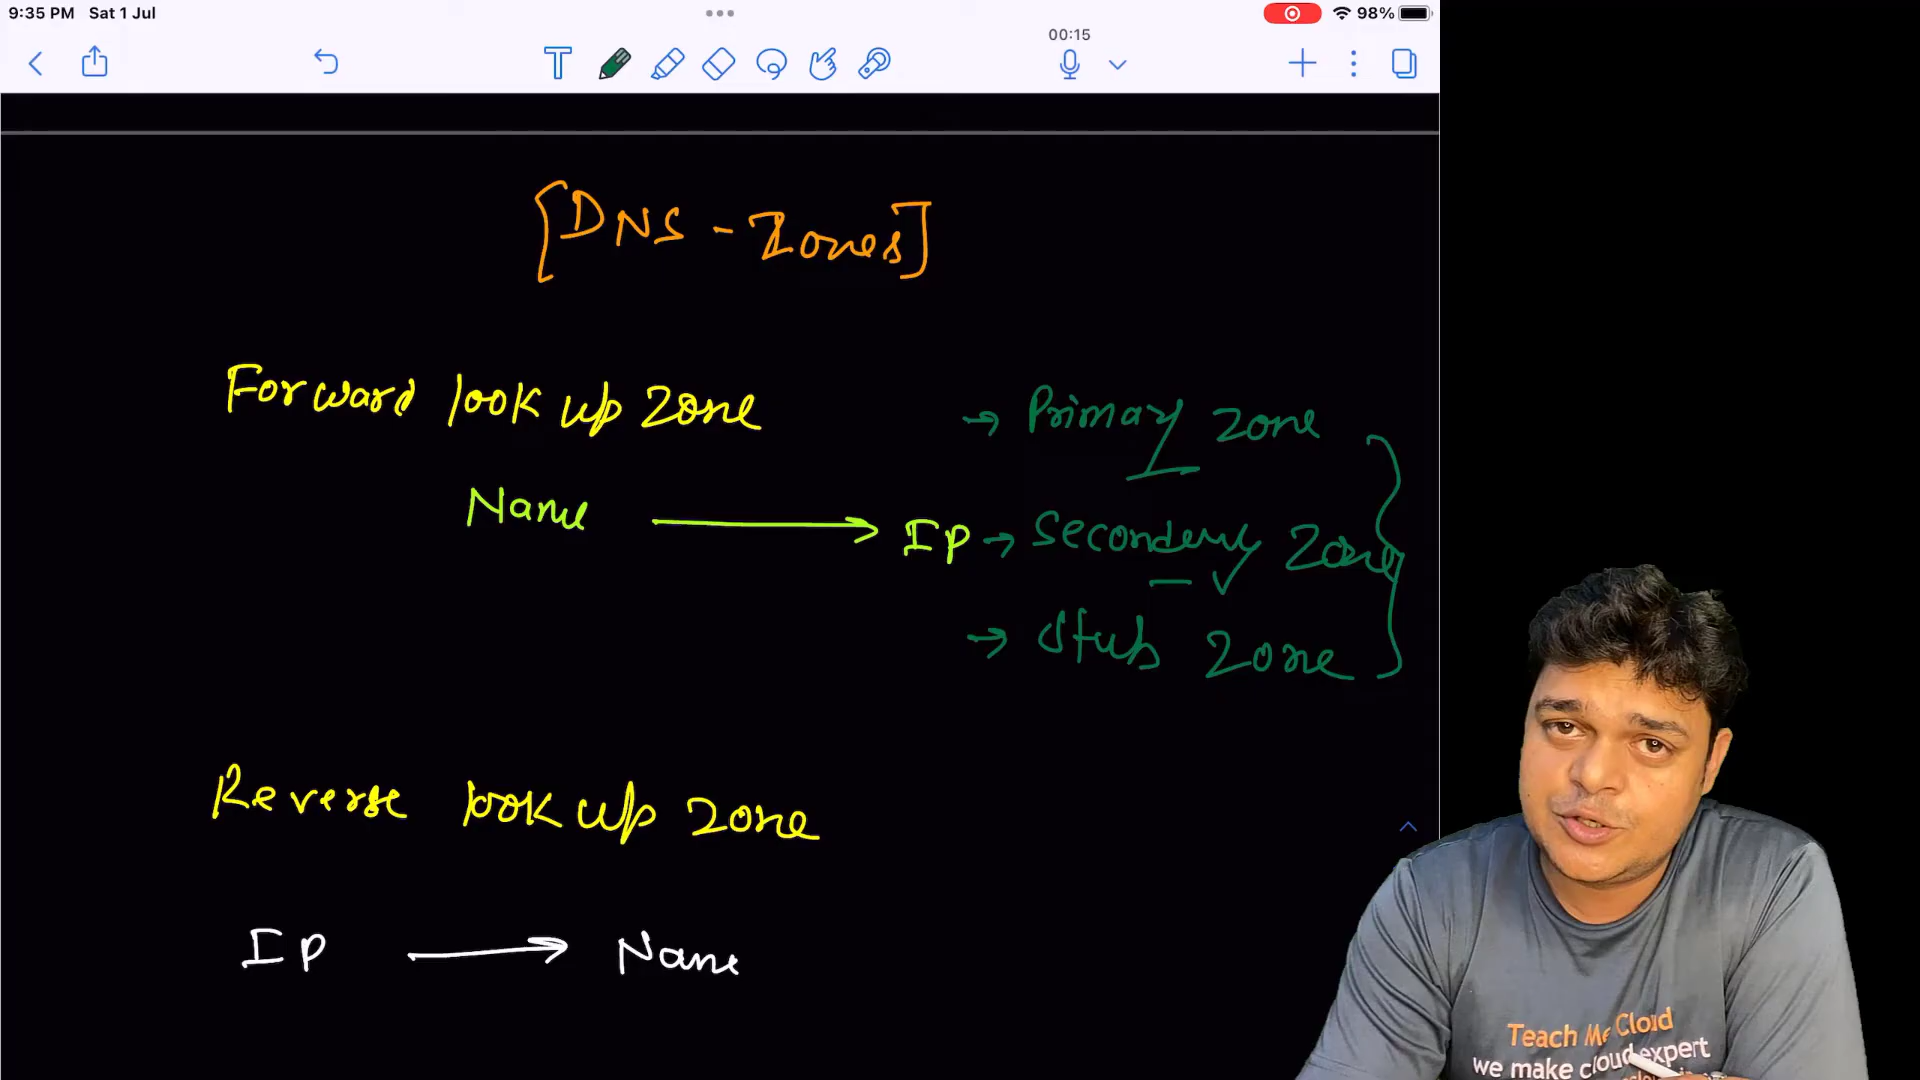 9:35 PM Sat 1 Jul
98%
00:15
T
[DNS - Zones]
Forward look up Zone
Name → Ip
→ Primary zone
→ Secondery Zone
→ Stub Zone
Reverse look up zone
Ip → Name
Teach Me Cloud
we make cloud expert